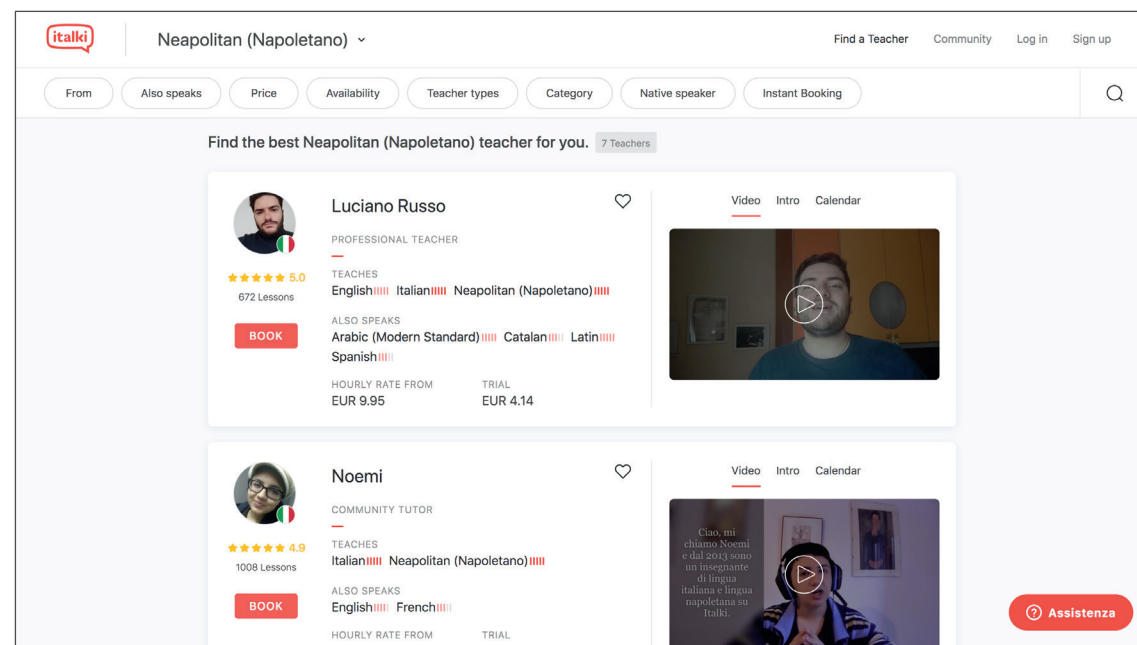 italki
Neapolitan (Napoletano)
Find a Teacher Community Log in Sign up
From Also speaks Price Availability Teacher types Category Native speaker Instant Booking
Find the best Neapolitan (Napoletano) teacher for you. 7 Teachers
Luciano Russo
PROFESSIONAL TEACHER
5.0
672 Lessons
BOOK
TEACHES
English Italian Neapolitan (Napoletano)
ALSO SPEAKS
Arabic (Modern Standard) Catalan Latin
Spanish
HOURLY RATE FROM TRIAL
EUR 9.95 EUR 4.14
Video Intro Calendar
Noemi
COMMUNITY TUTOR
4.9
1008 Lessons
BOOK
TEACHES
Italian Neapolitan (Napoletano)
ALSO SPEAKS
English French
HOURLY RATE FROM TRIAL
Video Intro Calendar
Ciao, mi
chiamo Noemi
e dal 2013 sono
un insegnante
di lingua
italiana e lingua
napoletana su
Italki.
Assistenza